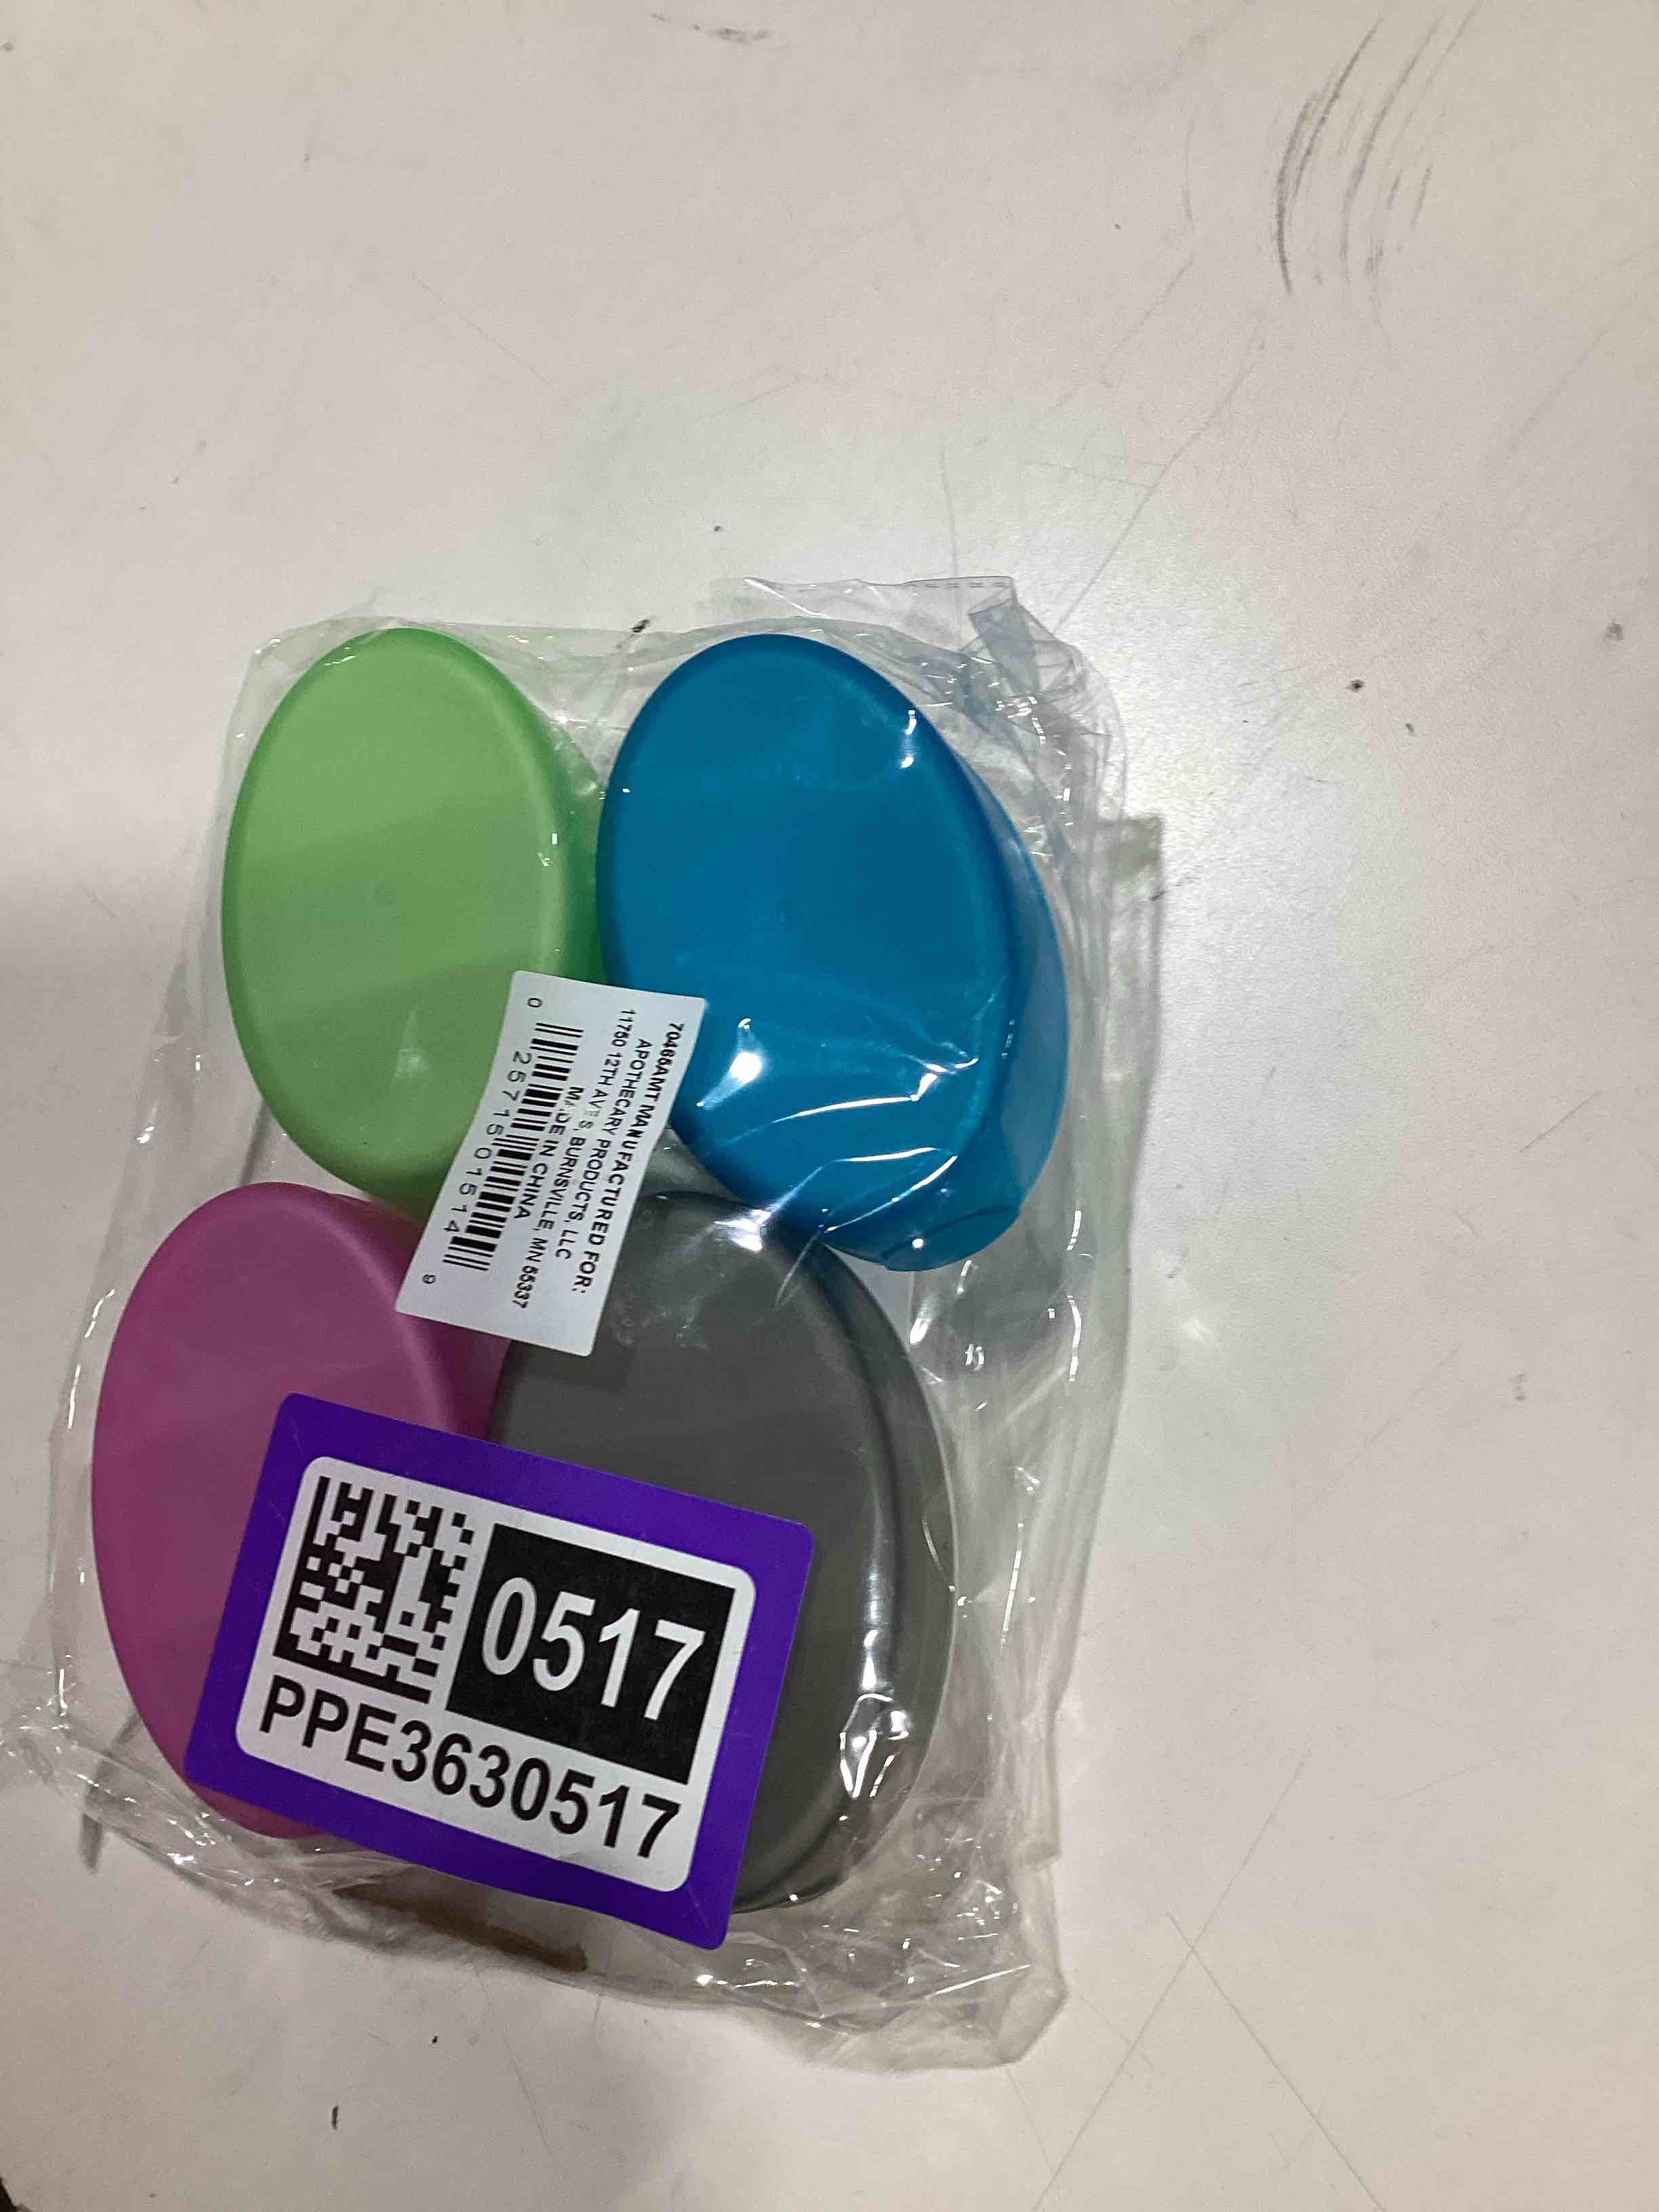 70466AMT MANUFACTURED FOR:
APOTHECARY PRODUCTS, LLC
11750 12TH AVE S, BURNSVILLE, MN 55337
MADE IN CHINA
0 25715 01514 9
0517
PPE3630517